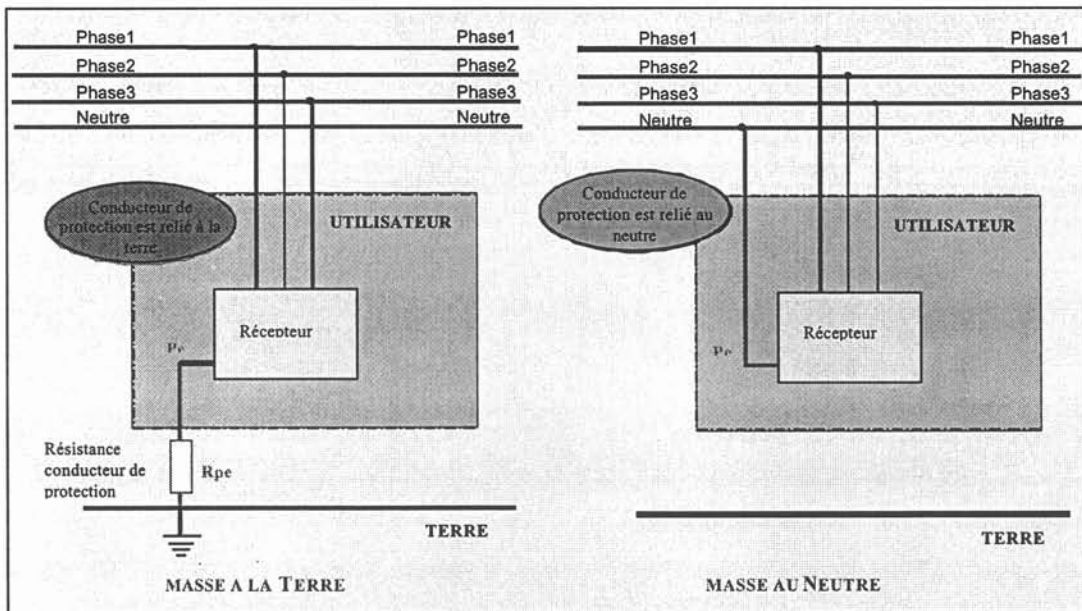 Phase1 Phase1
Phase2 Phase2
Phase3 Phase3
Neutre Neutre
Conducteur de
protection est relié à la
terre.
UTILISATEUR
Récepteur
Pe
Résistance
conducteur de
protection
Rpe
TERRE
MASSE A LA TERRE
Phase1 Phase1
Phase2 Phase2
Phase3 Phase3
Neutre Neutre
Conducteur de
protection est relié au
neutre
UTILISATEUR
Récepteur
Pe
TERRE
MASSE AU NEUTRE